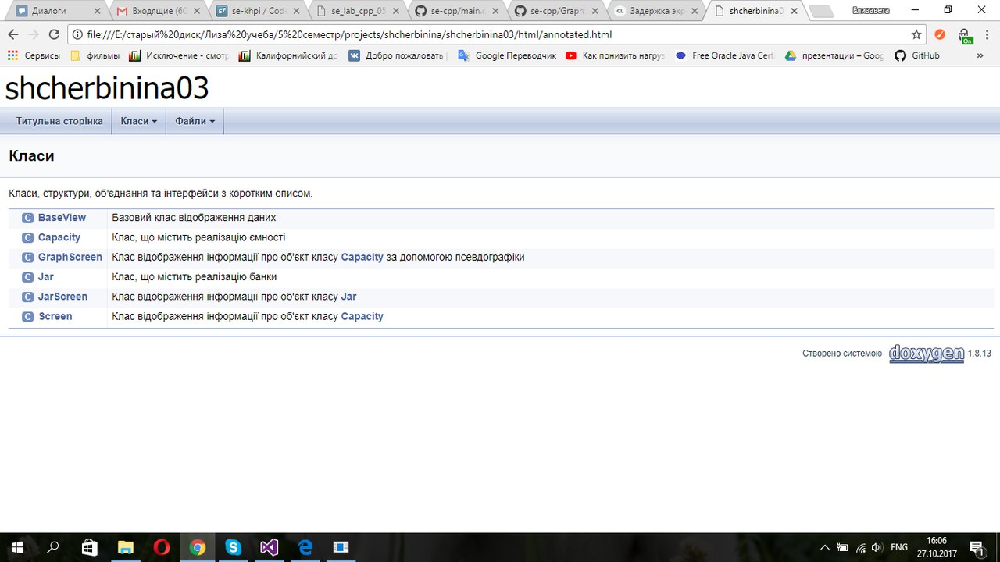 Диалоги
Входящие (60
se-khpi / Code
se_lab_cpp_05
se-cpp/main.c
se-cpp/Graph
Задержка экр
shcherbinina0
Елизавета
file:///E:/старый%20диск/Лиза%20учеба/5%20семестр/projects/shcherbinina/shcherbinina03/html/annotated.html
Сервисы
фильмы
Исключение - смотр
Калифорнийский до
Добро пожаловать
Google Переводчик
Как понизить нагруз
Free Oracle Java Cert
презентации – Goog
GitHub
»
On
shcherbinina03
Титульна сторінка
Класи
Файли
Класи
Класи, структури, об'єднання та інтерфейси з коротким описом.
C BaseView Базовий клас відображення даних
C Capacity Клас, що містить реалізацію ємності
C GraphScreen Клас відображення інформації про об'єкт класу Capacity за допомогою псевдографіки
C Jar Клас, що містить реалізацію банки
C JarScreen Клас відображення інформації про об'єкт класу Jar
C Screen Клас відображення інформації про об'єкт класу Capacity
Створено системою doxygen 1.8.13
ENG
16:06
27.10.2017
1